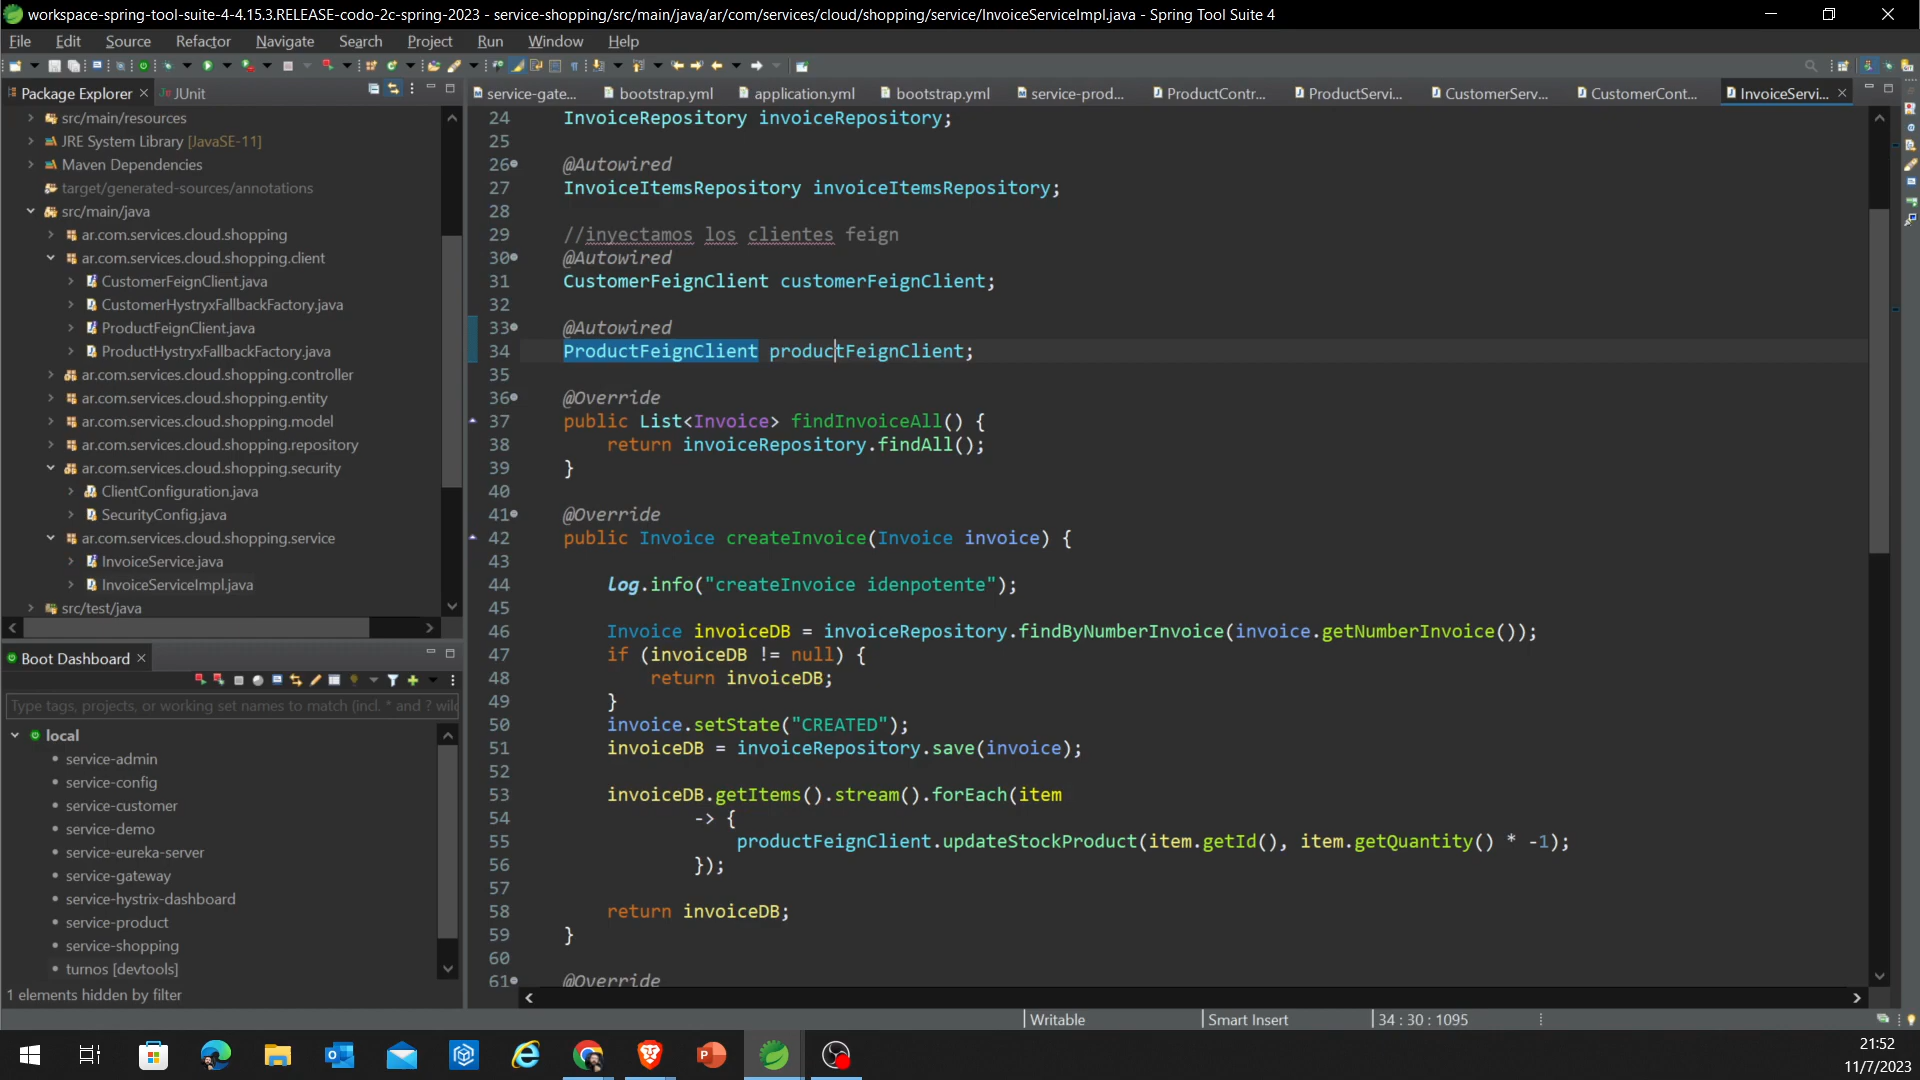 workspace-spring-tool-suite-4-4.15.3.RELEASE-codo-2c-spring-2023 - service-shopping/src/main/java/ar/com/services/cloud/shopping/service/InvoiceServiceImpl.java - Spring Tool Suite 4
File Edit Source Refactor Navigate Search Project Run Window Help
Package Explorer
JUnit
src/main/resources
JRE System Library [JavaSE-11]
Maven Dependencies
target/generated-sources/annotations
src/main/java
ar.com.services.cloud.shopping
ar.com.services.cloud.shopping.client
CustomerFeignClient.java
CustomerHystryxFallbackFactory.java
ProductFeignClient.java
ProductHystryxFallbackFactory.java
ar.com.services.cloud.shopping.controller
ar.com.services.cloud.shopping.entity
ar.com.services.cloud.shopping.model
ar.com.services.cloud.shopping.repository
ar.com.services.cloud.shopping.security
ClientConfiguration.java
SecurityConfig.java
ar.com.services.cloud.shopping.service
InvoiceService.java
InvoiceServiceImpl.java
src/test/java
Boot Dashboard
Type tags, projects, or working set names to match (incl. * and ? wild
local
service-admin
service-config
service-customer
service-demo
service-eureka-server
service-gateway
service-hystrix-dashboard
service-product
service-shopping
turnos [devtools]
1 elements hidden by filter
service-gate... bootstrap.yml application.yml bootstrap.yml service-prod... ProductContr... ProductServi... CustomerServ... CustomerCont... InvoiceServi...
24 InvoiceRepository invoiceRepository;
25
26 @Autowired
27 InvoiceItemsRepository invoiceItemsRepository;
28
29 //inyectamos los clientes feign
30 @Autowired
31 CustomerFeignClient customerFeignClient;
32
33 @Autowired
34 ProductFeignClient productFeignClient;
35
36 @Override
37 public List<Invoice> findInvoiceAll() {
38 return invoiceRepository.findAll();
39 }
40
41 @Override
42 public Invoice createInvoice(Invoice invoice) {
43
44 log.info("createInvoice idenpotente");
45
46 Invoice invoiceDB = invoiceRepository.findByNumberInvoice(invoice.getNumberInvoice());
47 if (invoiceDB != null) {
48 return invoiceDB;
49 }
50 invoice.setState("CREATED");
51 invoiceDB = invoiceRepository.save(invoice);
52
53 invoiceDB.getItems().stream().forEach(item
54 -> {
55 productFeignClient.updateStockProduct(item.getId(), item.getQuantity() * -1);
56 });
57
58 return invoiceDB;
59 }
60
61 @Override
Writable Smart Insert 34 : 30 : 1095
21:52
11/7/2023